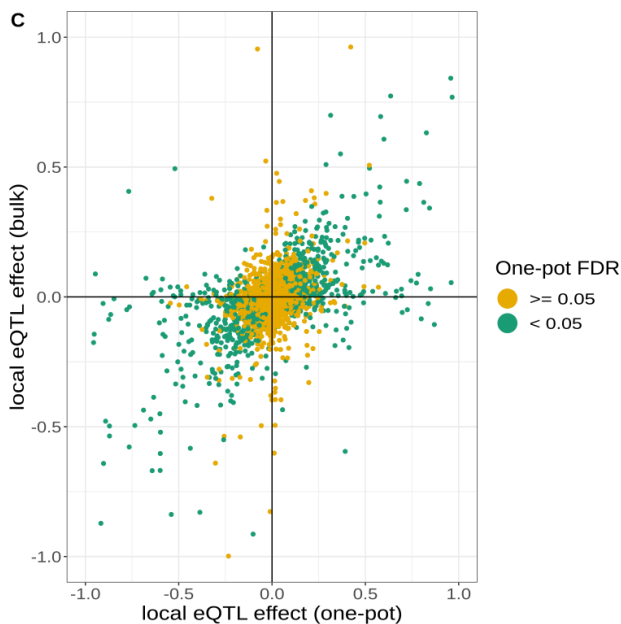 C
local eQTL effect (bulk)
1.0
0.5
0.0
-0.5
-1.0
-1.0 -0.5 0.0 0.5 1.0
local eQTL effect (one-pot)
One-pot FDR
>= 0.05
< 0.05